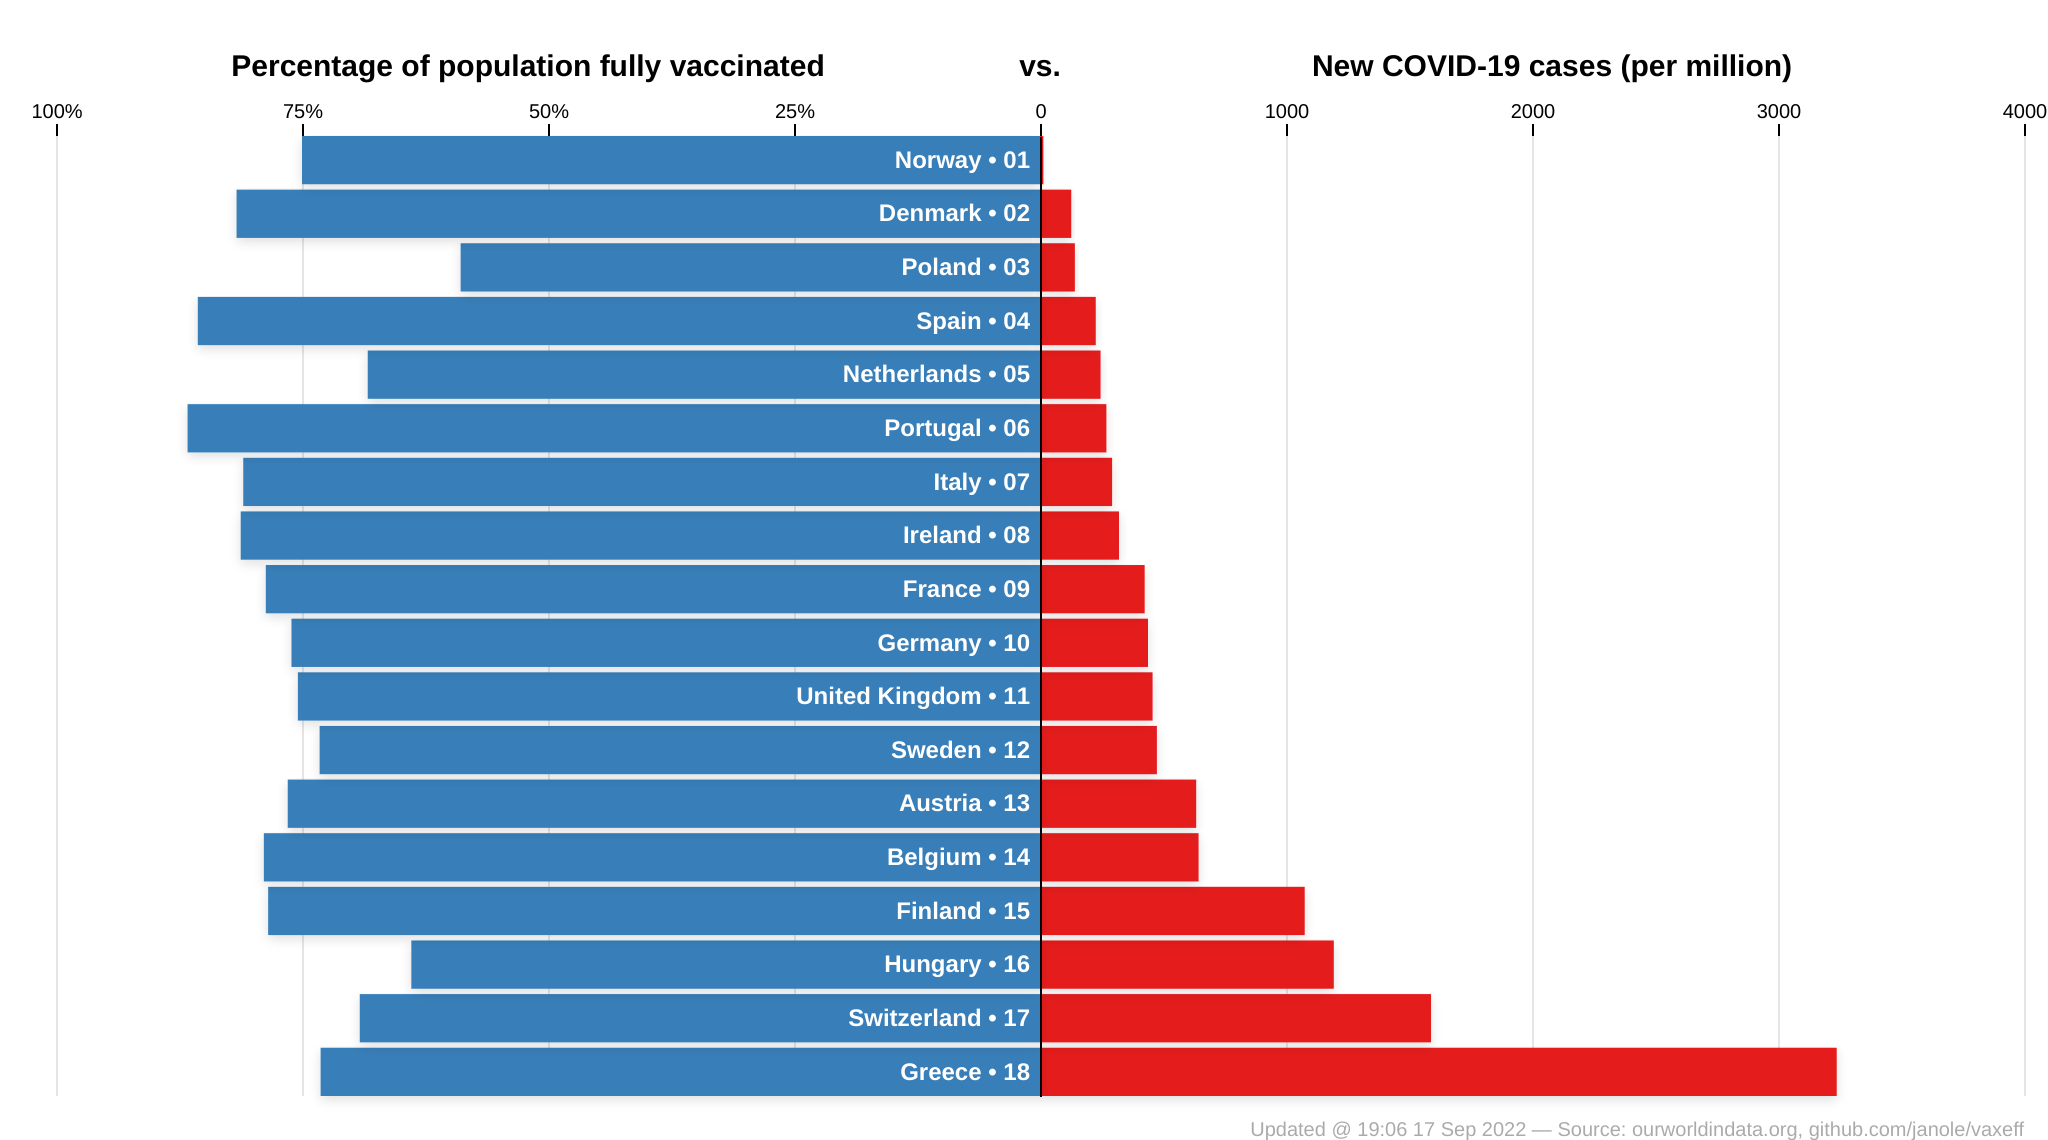 Percentage of population fully vaccinated vs. New COVID-19 cases (per million)
100% 75% 50% 25% 0 1000 2000 3000 4000
Norway • 01
Denmark • 02
Poland • 03
Spain • 04
Netherlands • 05
Portugal • 06
Italy • 07
Ireland • 08
France • 09
Germany • 10
United Kingdom • 11
Sweden • 12
Austria • 13
Belgium • 14
Finland • 15
Hungary • 16
Switzerland • 17
Greece • 18
Updated @ 19:06 17 Sep 2022 — Source: ourworldindata.org, github.com/janole/vaxeff